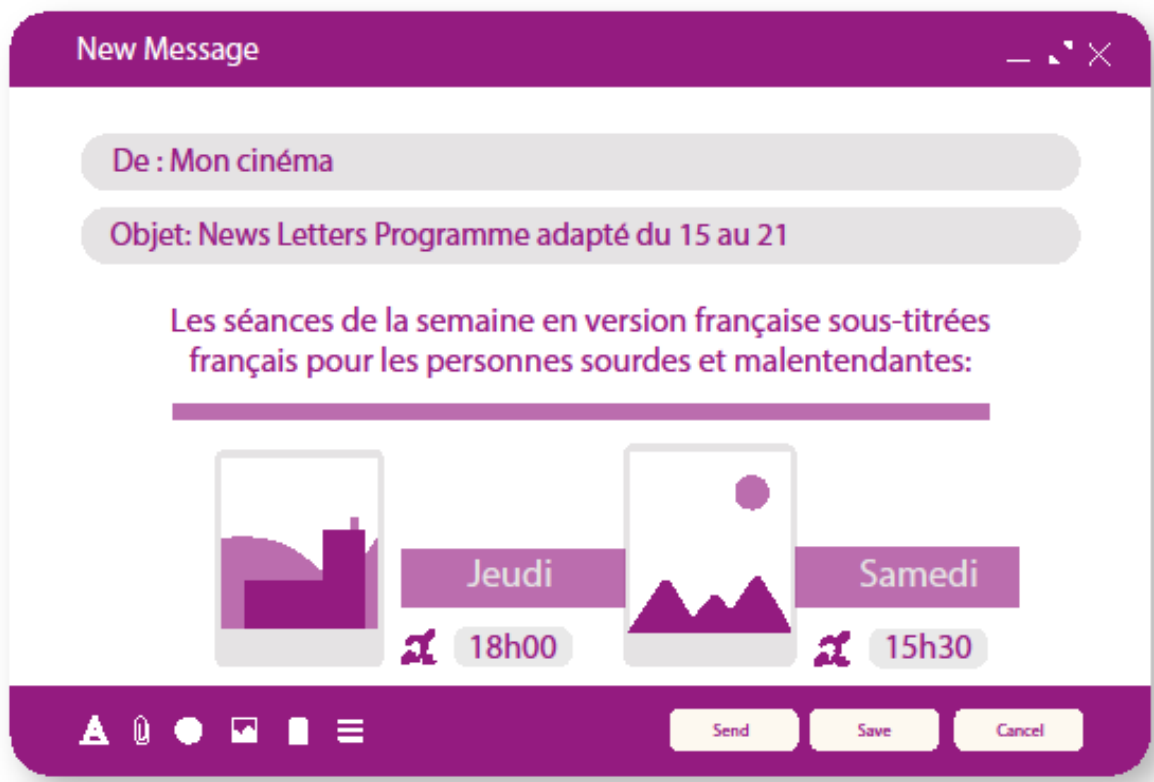 New Message
De : Mon cinéma
Objet: News Letters Programme adapté du 15 au 21
Les séances de la semaine en version française sous-titrées
français pour les personnes sourdes et malentendantes:
Jeudi
18h00
Samedi
15h30
A
Send
Save
Cancel